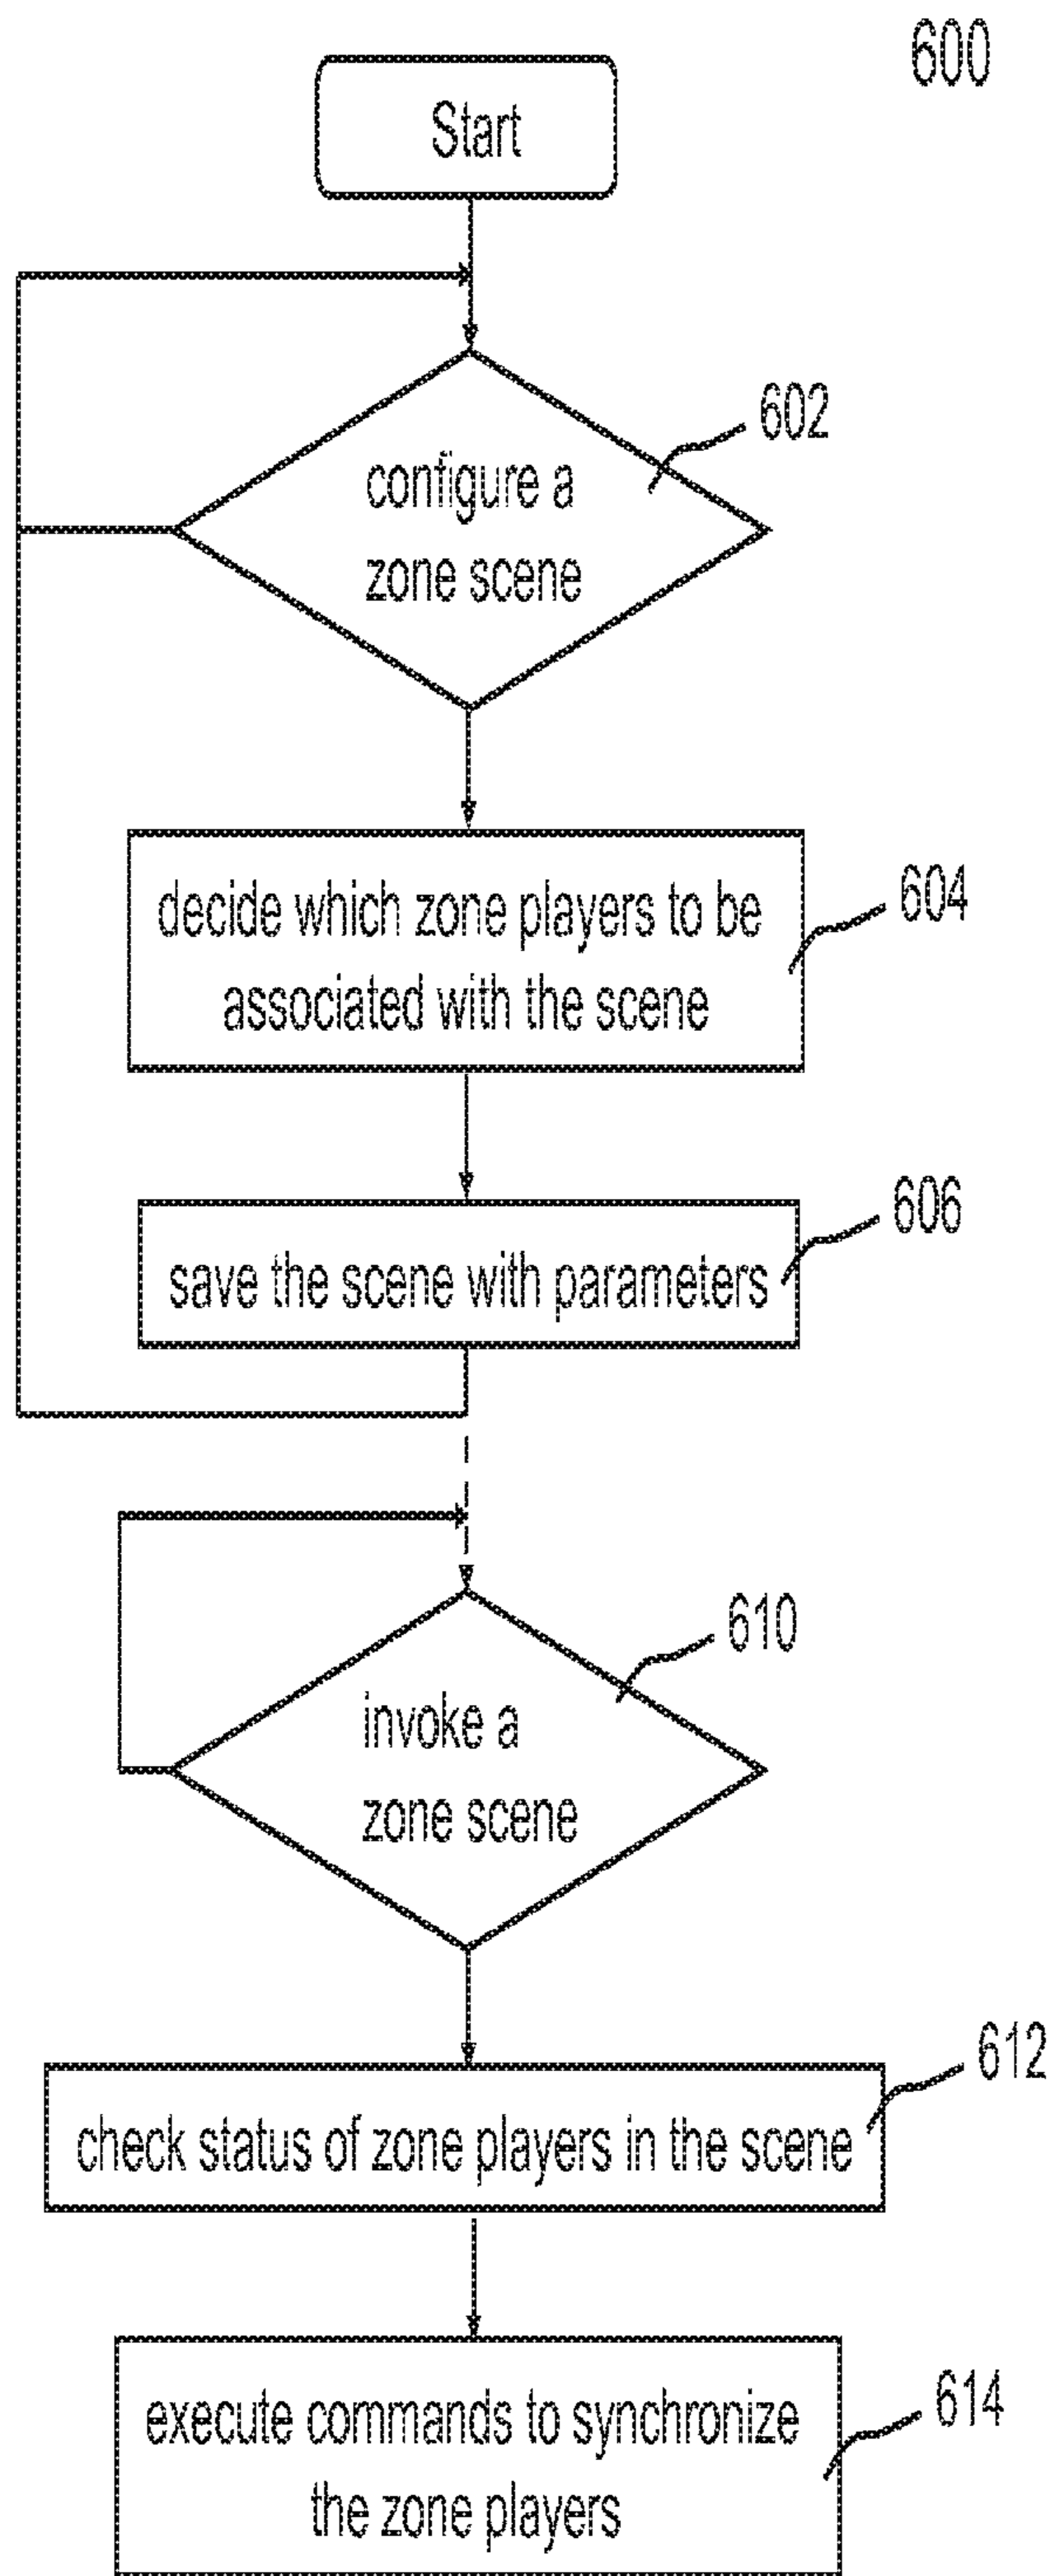 600
Start
602
configure a
zone scene
604
decide which zone players to be
associated with the scene
606
save the scene with parameters
610
invoke a
zone scene
612
check status of zone players in the scene
614
execute commands to synchronize
the zone players